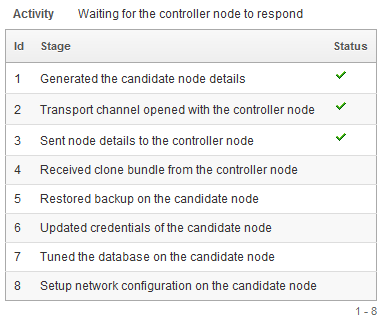 Activity Waiting for the controller node to respond
Id Stage Status
1 Generated the candidate node details
2 Transport channel opened with the controller node
3 Sent node details to the controller node
4 Received clone bundle from the controller node
5 Restored backup on the candidate node
6 Updated credentials of the candidate node
7 Tuned the database on the candidate node
8 Setup network configuration on the candidate node
1 - 8